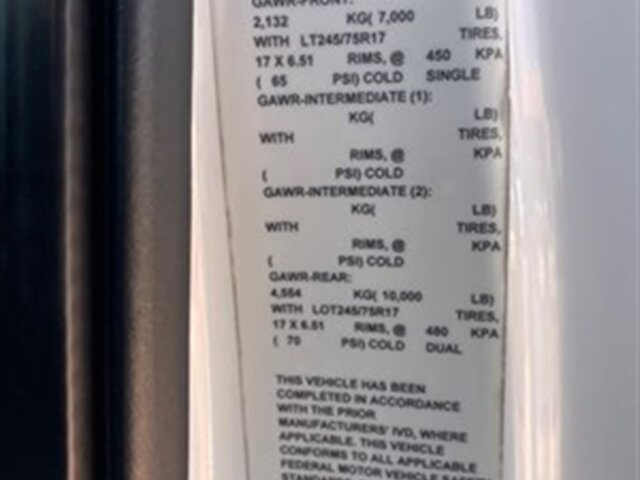 GAWR-FRONT:
2,132 KG( 7,000 LB)
WITH LT245/75R17 TIRES,
17 X 6.51 RIMS, @ 450 KPA
( 65 PSI) COLD SINGLE
GAWR-INTERMEDIATE (1):
KG( LB)
WITH TIRES,
RIMS, @ KPA
( PSI) COLD
GAWR-INTERMEDIATE (2):
KG( LB)
WITH TIRES,
RIMS, @ KPA
( PSI) COLD
GAWR-REAR:
4,554 KG( 10,000 LB)
WITH LOT245/75R17 TIRES,
17 X 6.51 RIMS, @ 480 KPA
( 70 PSI) COLD DUAL
THIS VEHICLE HAS BEEN
COMPLETED IN ACCORDANCE
WITH THE PRIOR
MANUFACTURERS' IVD, WHERE
APPLICABLE. THIS VEHICLE
CONFORMS TO ALL APPLICABLE
FEDERAL MOTOR VEHICLE SAFETY
STANDARDS